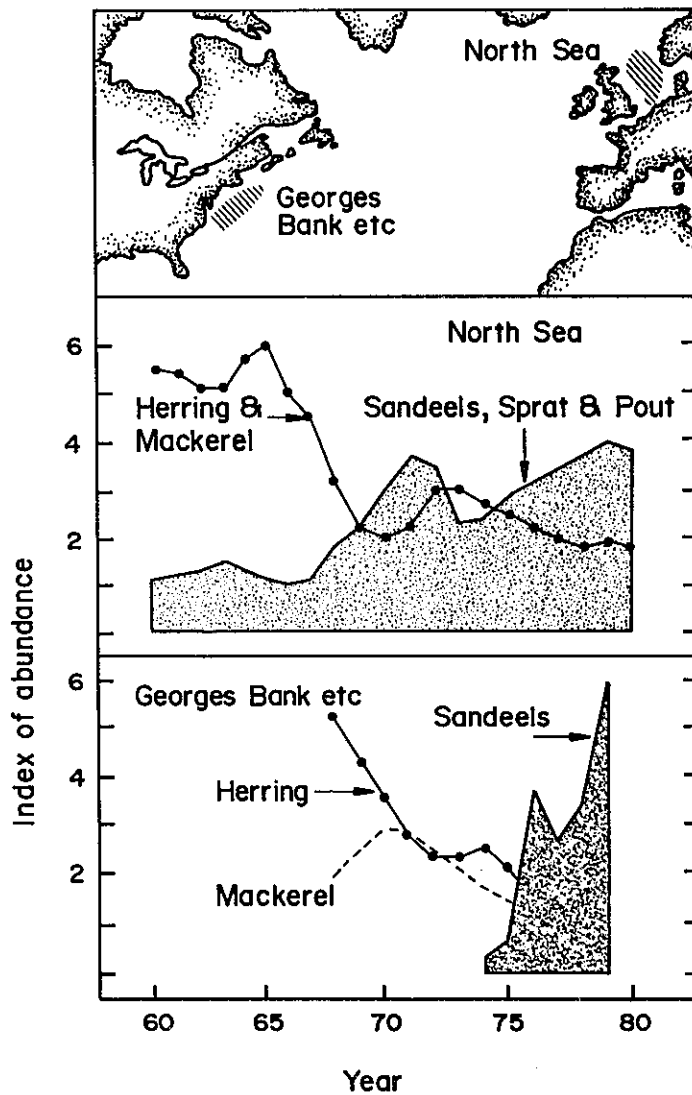 North Sea
Georges
Bank etc
North Sea
6
Herring &
Mackerel
Sandeels, Sprat & Pout
4
2
Index of abundance
Georges Bank etc
6
Sandeels
4
Herring
Mackerel
2
60 65 70 75 80
Year